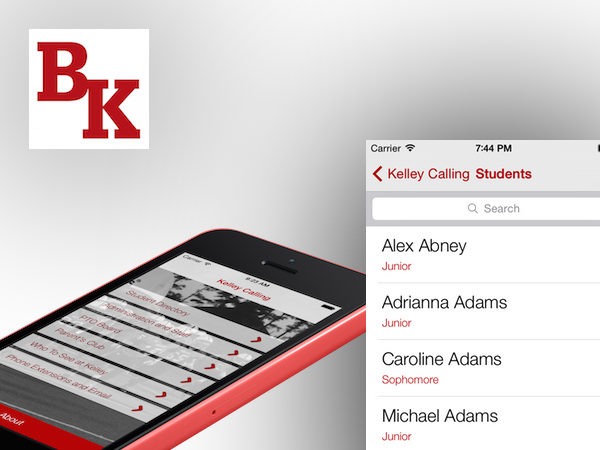 BK
Carrier
9:23 AM
Kelley Calling
Student Directory
Administration and Staff
PTO Board
Parent's Club
Who To See at Kelley
Phone Extensions and Email
About
Carrier
7:44 PM
Kelley Calling Students
Search
Alex Abney
Junior
Adrianna Adams
Junior
Caroline Adams
Sophomore
Michael Adams
Junior